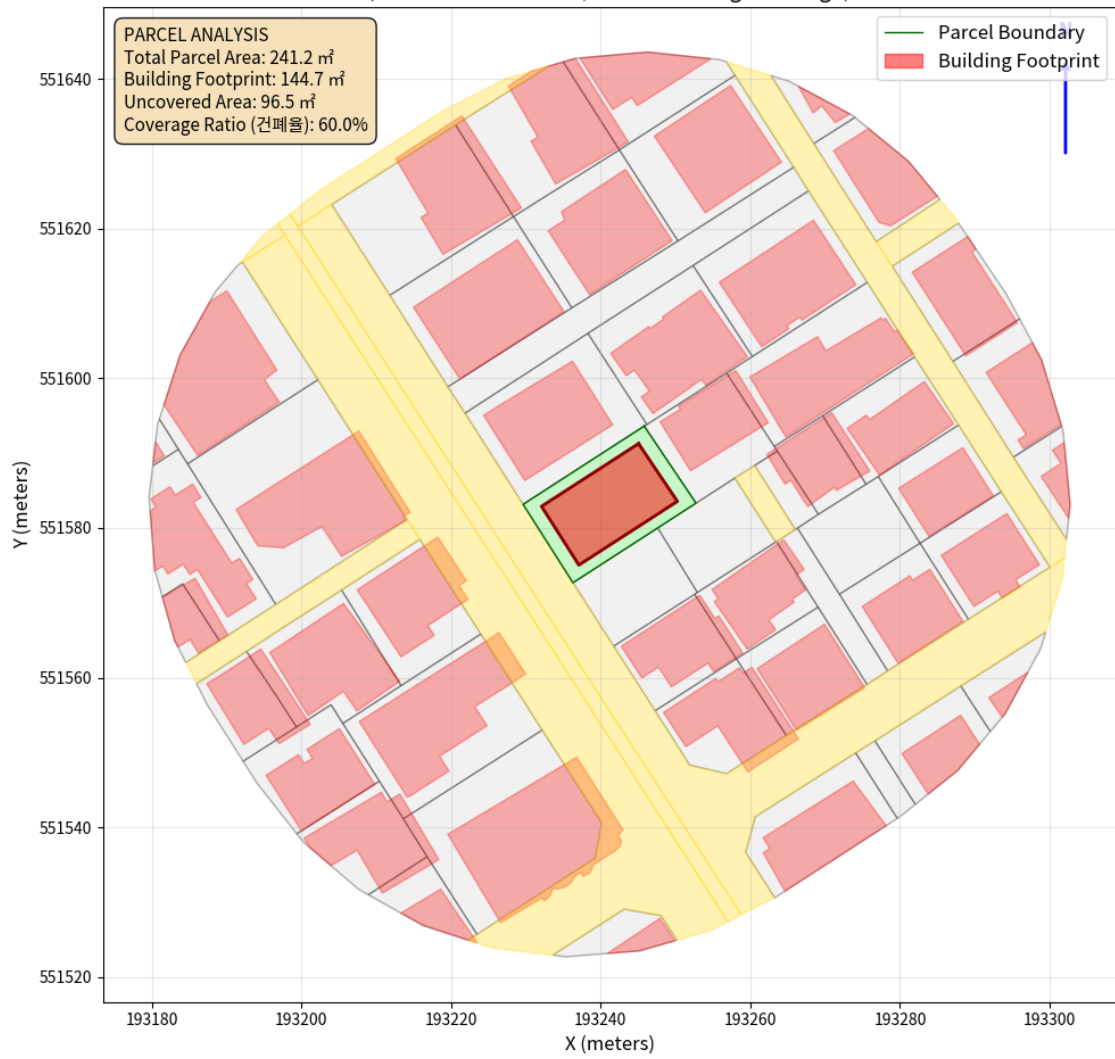 PARCEL ANALYSIS
Total Parcel Area: 241.2 ㎡
Building Footprint: 144.7 ㎡
Uncovered Area: 96.5 ㎡
Coverage Ratio (건폐율): 60.0%
Parcel Boundary
Building Footprint
N
551640
551620
551600
551580
551560
551540
551520
Y (meters)
193180
193200
193220
193240
193260
193280
193300
X (meters)